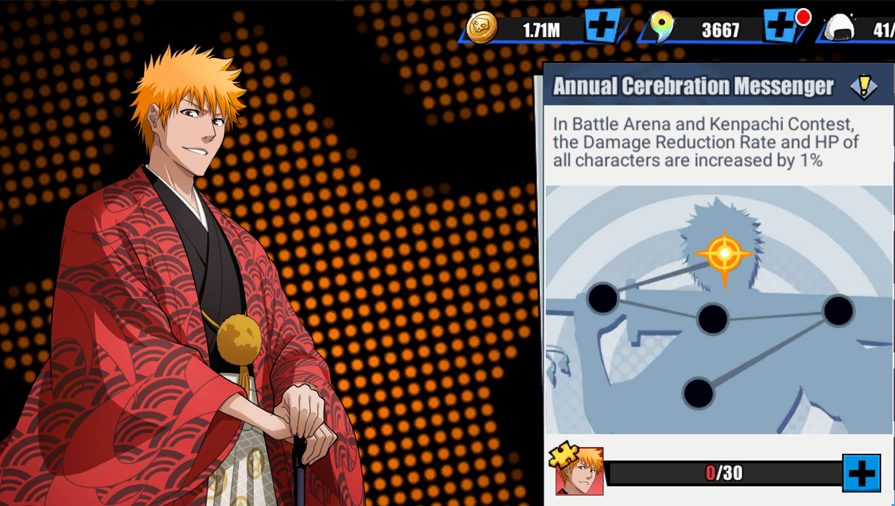 1.71M 3667 41/
Annual Cerebration Messenger
In Battle Arena and Kenpachi Contest,
the Damage Reduction Rate and HP of
all characters are increased by 1%
0/30